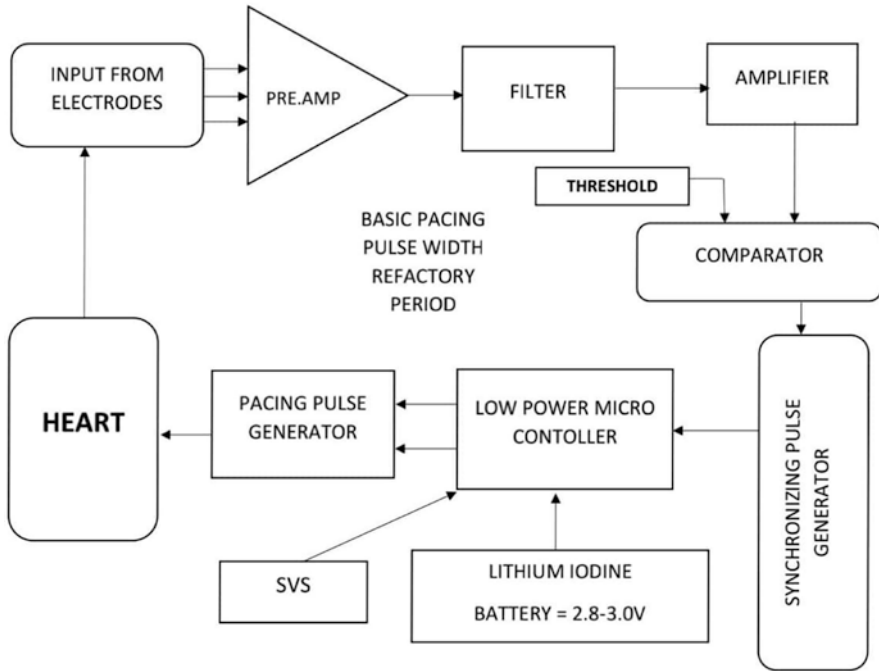 INPUT FROM
ELECTRODES
PRE.AMP
FILTER
AMPLIFIER
THRESHOLD
BASIC PACING
PULSE WIDTH
REFACTORY
PERIOD
COMPARATOR
HEART
PACING PULSE
GENERATOR
LOW POWER MICRO
CONTOLLER
SYNCHRONIZING PULSE
GENERATOR
SVS
LITHIUM IODINE
BATTERY = 2.8-3.0V